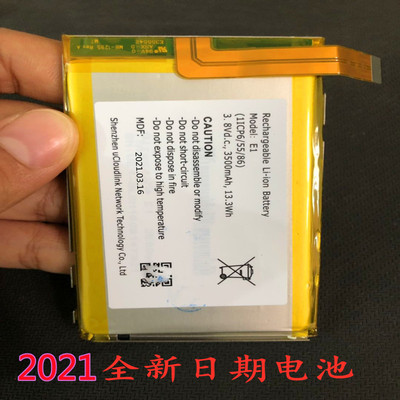 Rechargeable Li-ion Battery
E1
(1ICP6/55/86)
3. 8Vd.c., 3500mAh, 13.3Wh
CAUTION
-Do not disassemble or modify
-Do not short-circuit
-Do not dispose in fire
-Do not expose to high temperature
MDF: 2021.03.16
Shenzhen uCloudlink Network Technology Co., Ltd
2021全新日期电池